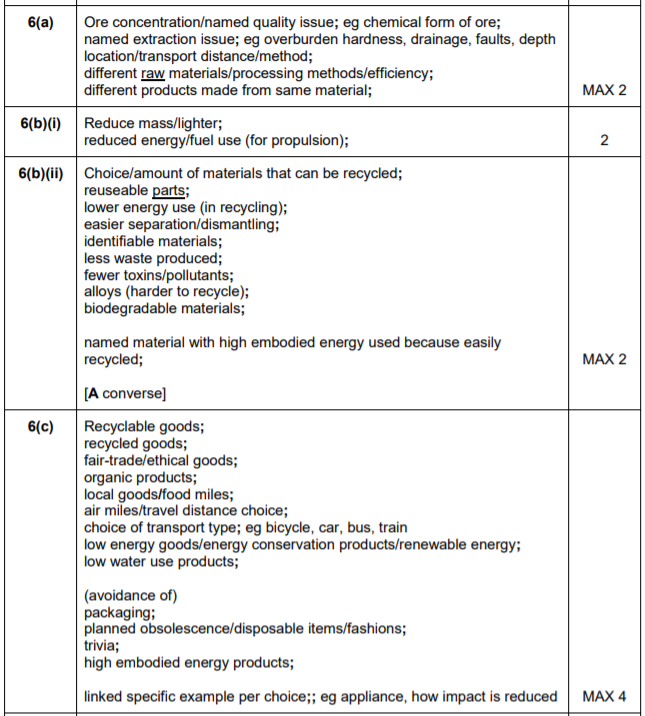 6(a)
Ore concentration/named quality issue; eg chemical form of ore;
named extraction issue; eg overburden hardness, drainage, faults, depth
location/transport distance/method;
different raw materials/processing methods/efficiency;
different products made from same material;
MAX 2
6(b)(i)
Reduce mass/lighter;
reduced energy/fuel use (for propulsion);
2
6(b)(ii)
Choice/amount of materials that can be recycled;
reuseable parts;
lower energy use (in recycling);
easier separation/dismantling;
identifiable materials;
less waste produced;
fewer toxins/pollutants;
alloys (harder to recycle);
biodegradable materials;
named material with high embodied energy used because easily
recycled;
MAX 2
[A converse]
6(c)
Recyclable goods;
recycled goods;
fair-trade/ethical goods;
organic products;
local goods/food miles;
air miles/travel distance choice;
choice of transport type; eg bicycle, car, bus, train
low energy goods/energy conservation products/renewable energy;
low water use products;
(avoidance of)
packaging;
planned obsolescence/disposable items/fashions;
trivia;
high embodied energy products;
linked specific example per choice;; eg appliance, how impact is reduced
MAX 4